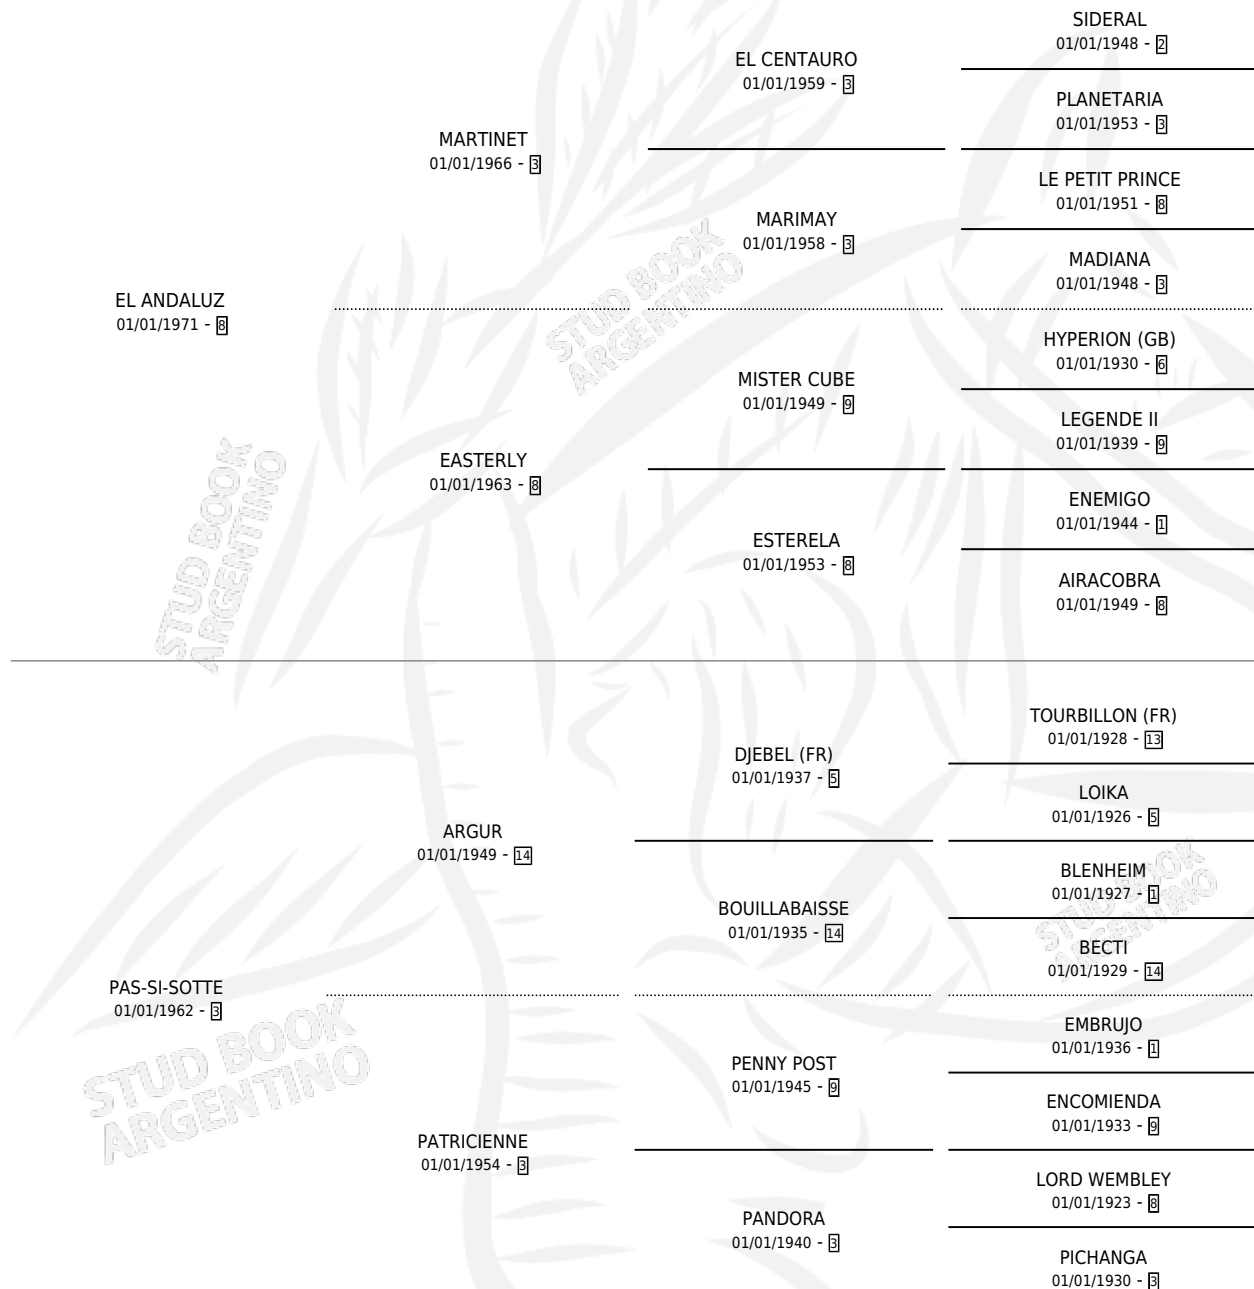 SIDERAL
01/01/1948 - 2
EL CENTAURO
01/01/1959 - 3
PLANETARIA
01/01/1953 - 3
MARTINET
01/01/1966 - 3
LE PETIT PRINCE
01/01/1951 - 8
MARIMAY
01/01/1958 - 3
MADIANA
01/01/1948 - 3
EL ANDALUZ
01/01/1971 - 8
HYPERION (GB)
01/01/1930 - 6
MISTER CUBE
01/01/1949 - 9
LEGENDE II
01/01/1939 - 9
EASTERLY
01/01/1963 - 8
ENEMIGO
01/01/1944 - 1
ESTERELA
01/01/1953 - 8
AIRACOBRA
01/01/1949 - 8
TOURBILLON (FR)
01/01/1928 - 13
DJEBEL (FR)
01/01/1937 - 5
LOIKA
01/01/1926 - 5
ARGUR
01/01/1949 - 14
BLENHEIM
01/01/1927 - 1
BOUILLABAISSE
01/01/1935 - 14
BECTI
01/01/1929 - 14
PAS-SI-SOTTE
01/01/1962 - 3
EMBRUJO
01/01/1936 - 1
PENNY POST
01/01/1945 - 9
ENCOMIENDA
01/01/1933 - 9
PATRICIENNE
01/01/1954 - 3
LORD WEMBLEY
01/01/1923 - 8
PANDORA
01/01/1940 - 3
PICHANGA
01/01/1930 - 3
STUD BOOK
ARGENTINO
STUD BOOK
ARGENTINO
STUD BOOK
ARGENTINO
STUD BOOK
ARGENTINO